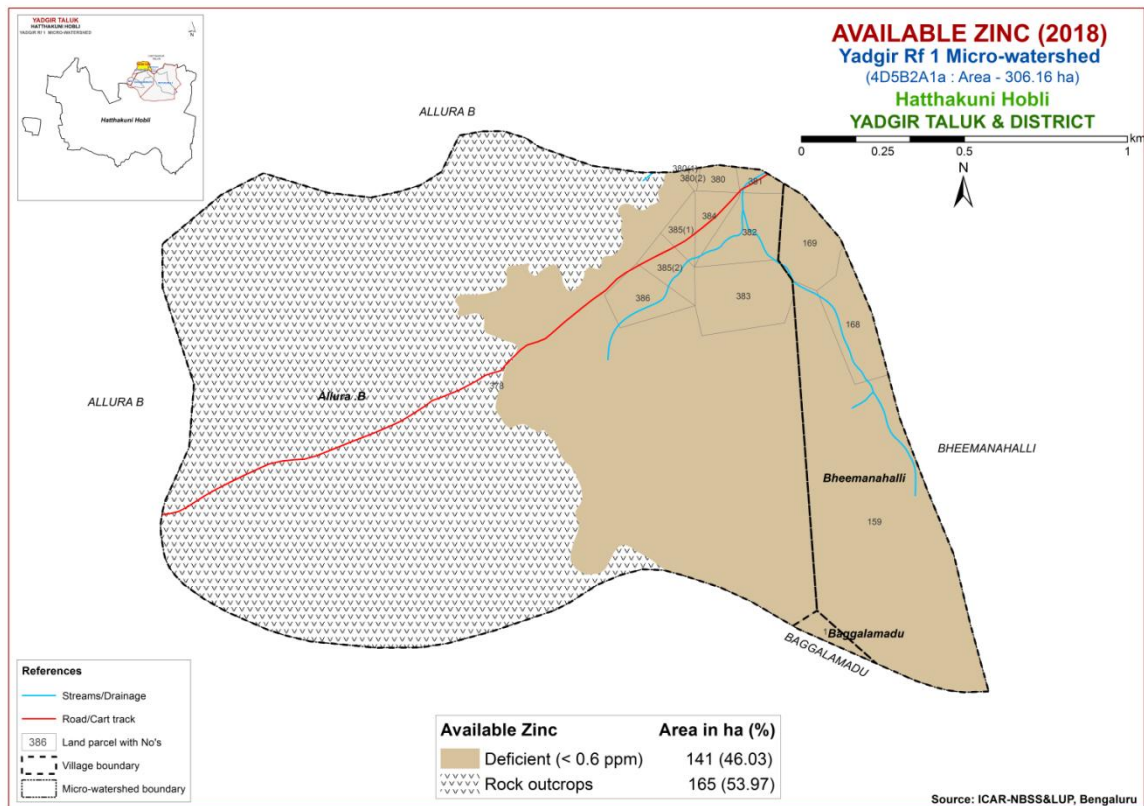 YADGIR TALUK
HATTHAKUNI HOBLI
YADGIR Rf 1 MICRO-WATERSHED
N
Hatthakuni Hobli
AVAILABLE ZINC (2018)
Yadgir Rf 1 Micro-watershed
(4D5B2A1a : Area - 306.16 ha)
Hatthakuni Hobli
YADGIR TALUK & DISTRICT
km
0 0.25 0.5 1
N
ALLURA B
380(1)
380(2) 380 381
384
385(1) 382 169
385(2)
386 383
168
378
Allura .B
ALLURA B
BHEEMANAHALLI
Bheemanahalli
159
1
Baggalamadu
BAGGALAMADU
References
Streams/Drainage
Road/Cart track
386 Land parcel with No's
Village boundary
Micro-watershed boundary
Available Zinc Area in ha (%)
Deficient (< 0.6 ppm) 141 (46.03)
Rock outcrops 165 (53.97)
Source: ICAR-NBSS&LUP, Bengaluru